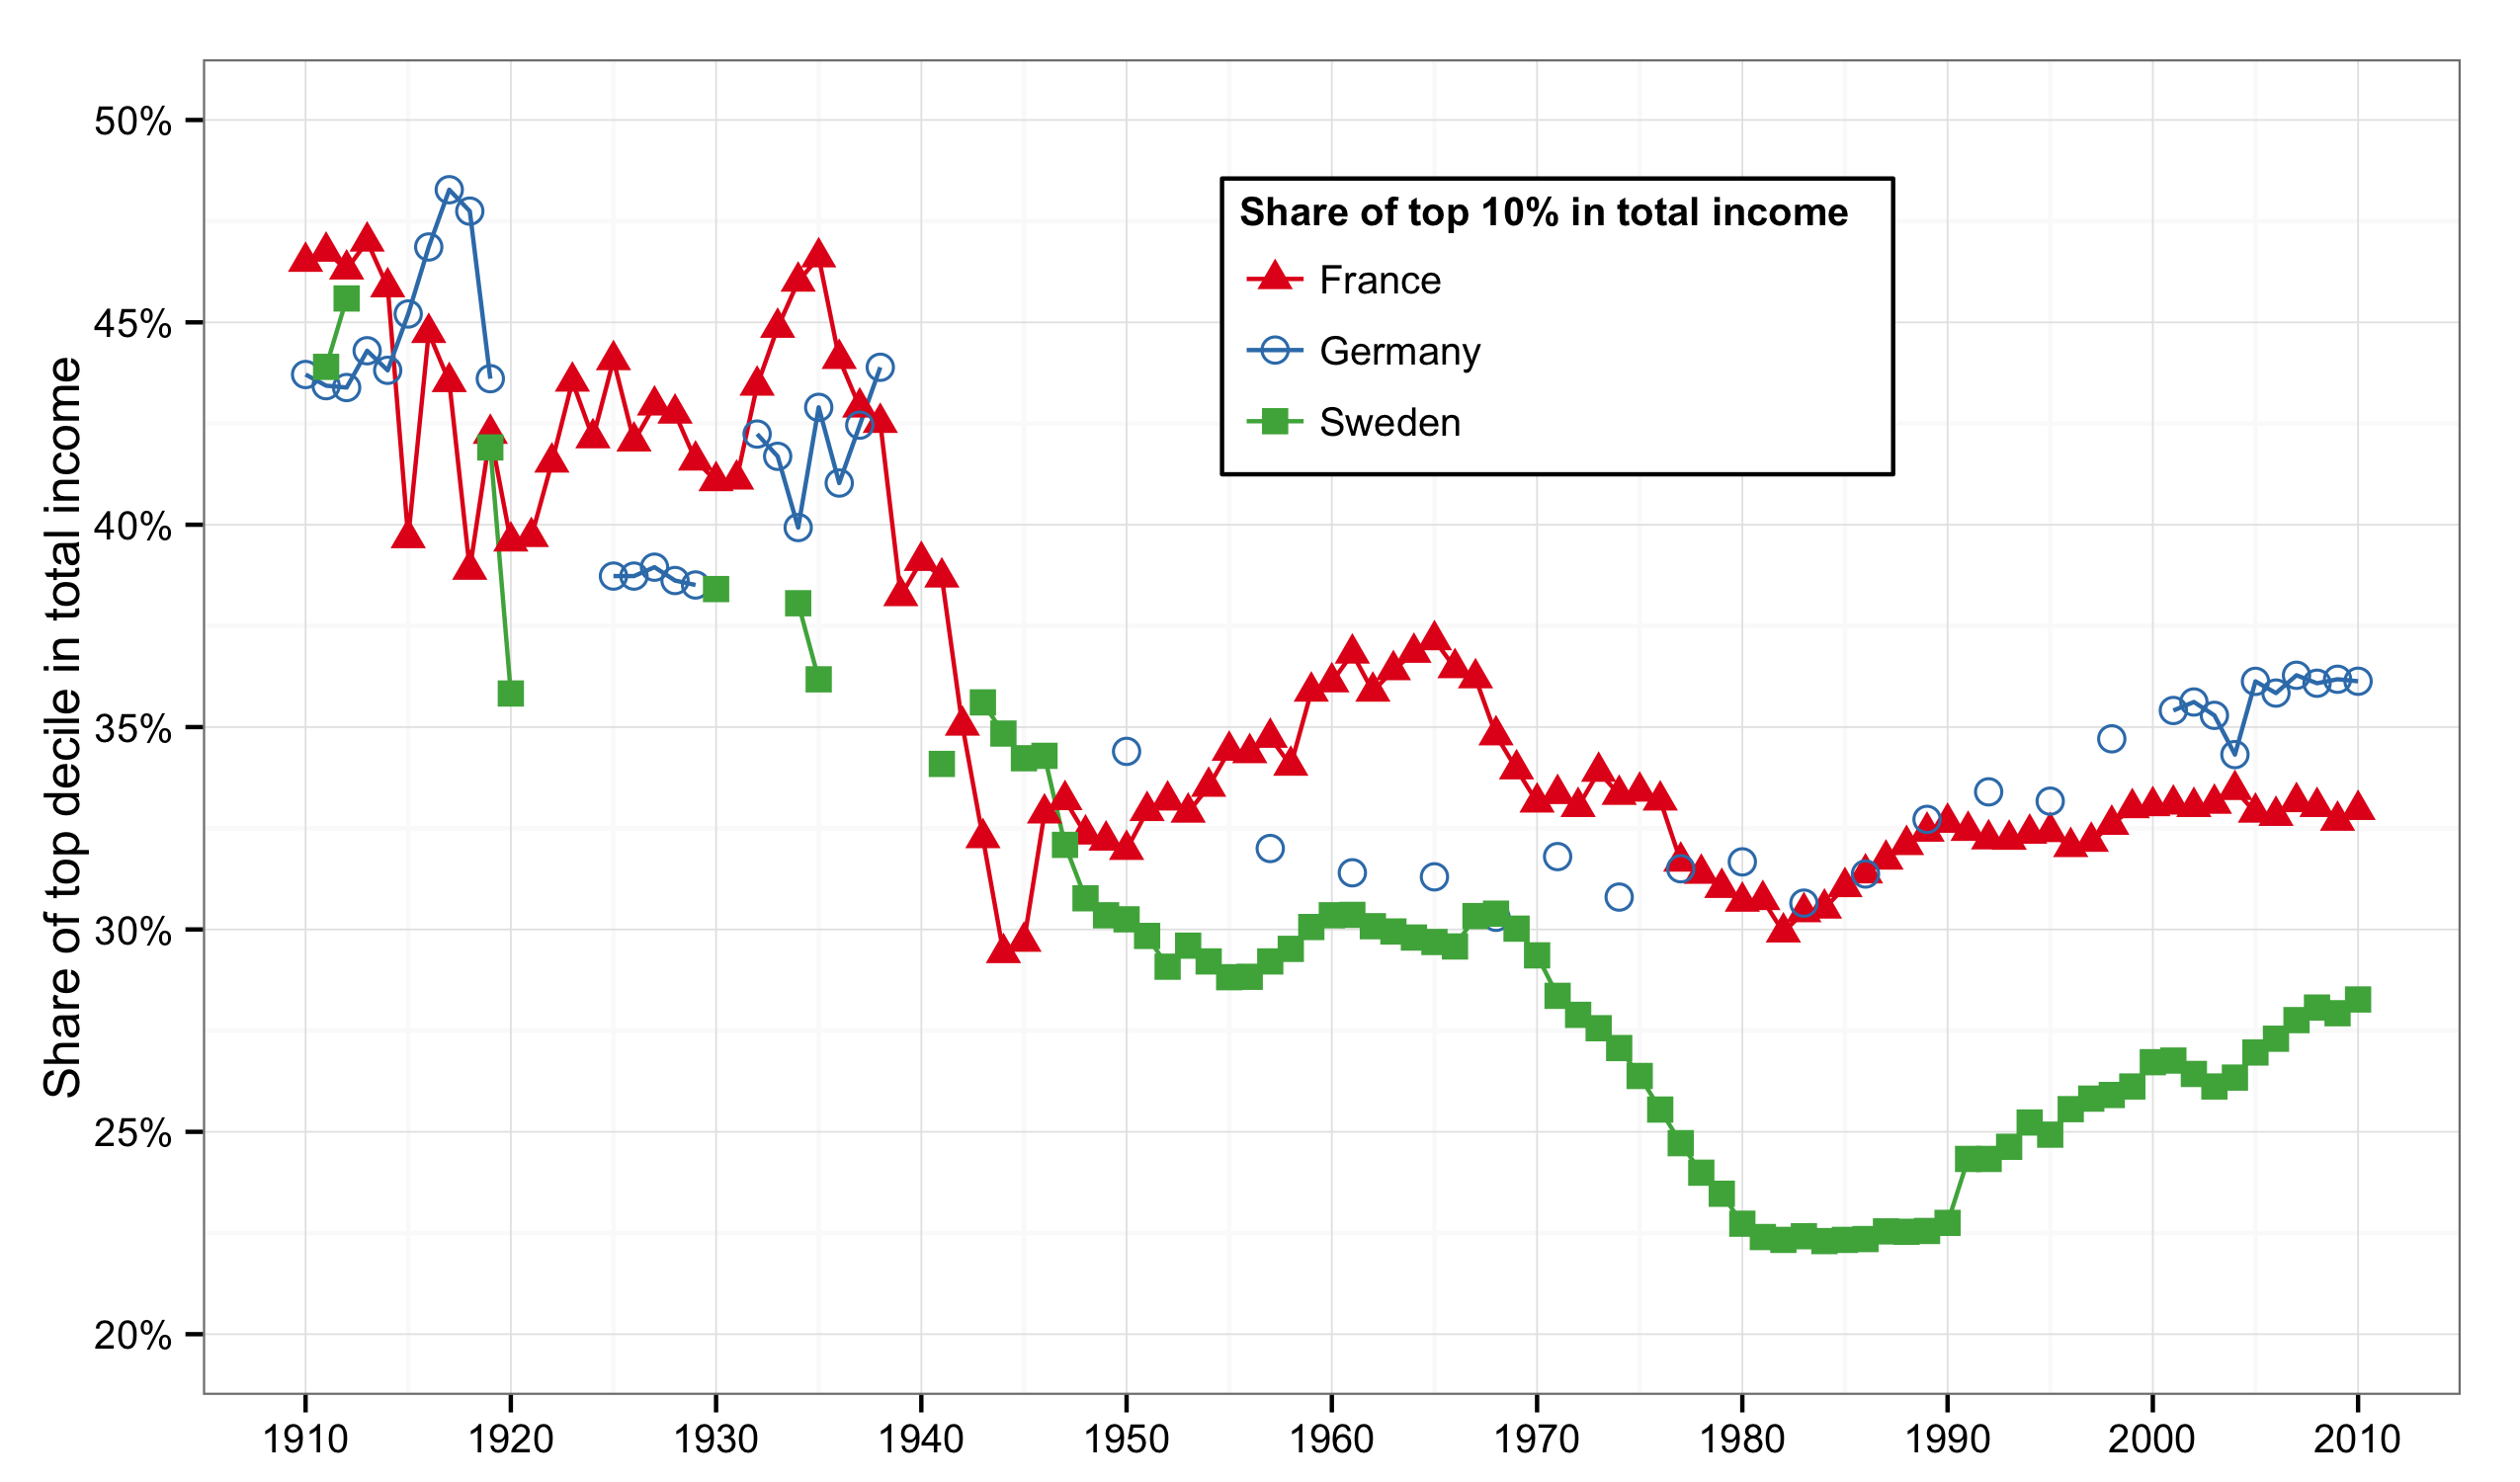 Share of top decile in total income
50%
45%
40%
35%
30%
25%
20%
Share of top 10% in total income
France
Germany
Sweden
1910 1920 1930 1940 1950 1960 1970 1980 1990 2000 2010